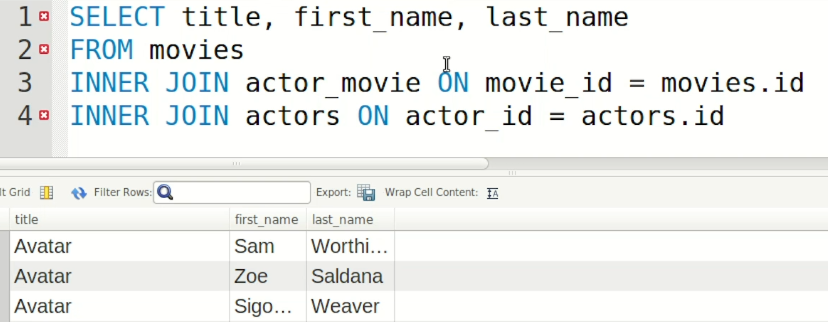 1 SELECT title, first_name, last_name
2 FROM movies
3 INNER JOIN actor_movie ON movie_id = movies.id
4 INNER JOIN actors ON actor_id = actors.id
lt Grid Filter Rows: Export: Wrap Cell Content:
title first_name last_name
Avatar Sam Worthi...
Avatar Zoe Saldana
Avatar Sigo... Weaver